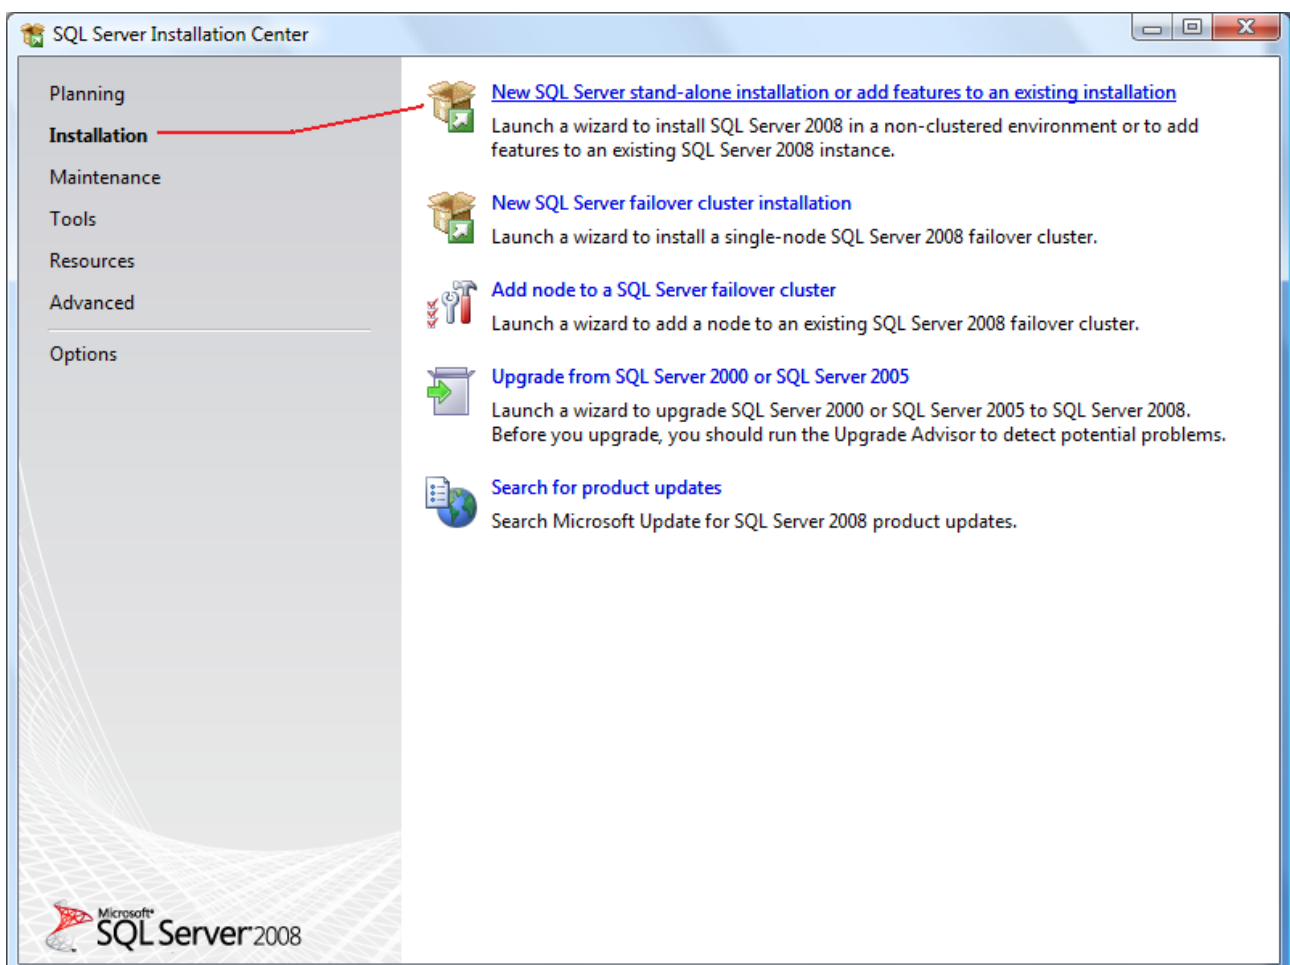 SQL Server Installation Center
Planning
Installation
Maintenance
Tools
Resources
Advanced
Options
New SQL Server stand-alone installation or add features to an existing installation
Launch a wizard to install SQL Server 2008 in a non-clustered environment or to add
features to an existing SQL Server 2008 instance.
New SQL Server failover cluster installation
Launch a wizard to install a single-node SQL Server 2008 failover cluster.
Add node to a SQL Server failover cluster
Launch a wizard to add a node to an existing SQL Server 2008 failover cluster.
Upgrade from SQL Server 2000 or SQL Server 2005
Launch a wizard to upgrade SQL Server 2000 or SQL Server 2005 to SQL Server 2008.
Before you upgrade, you should run the Upgrade Advisor to detect potential problems.
Search for product updates
Search Microsoft Update for SQL Server 2008 product updates.
Microsoft®
SQL Server® 2008